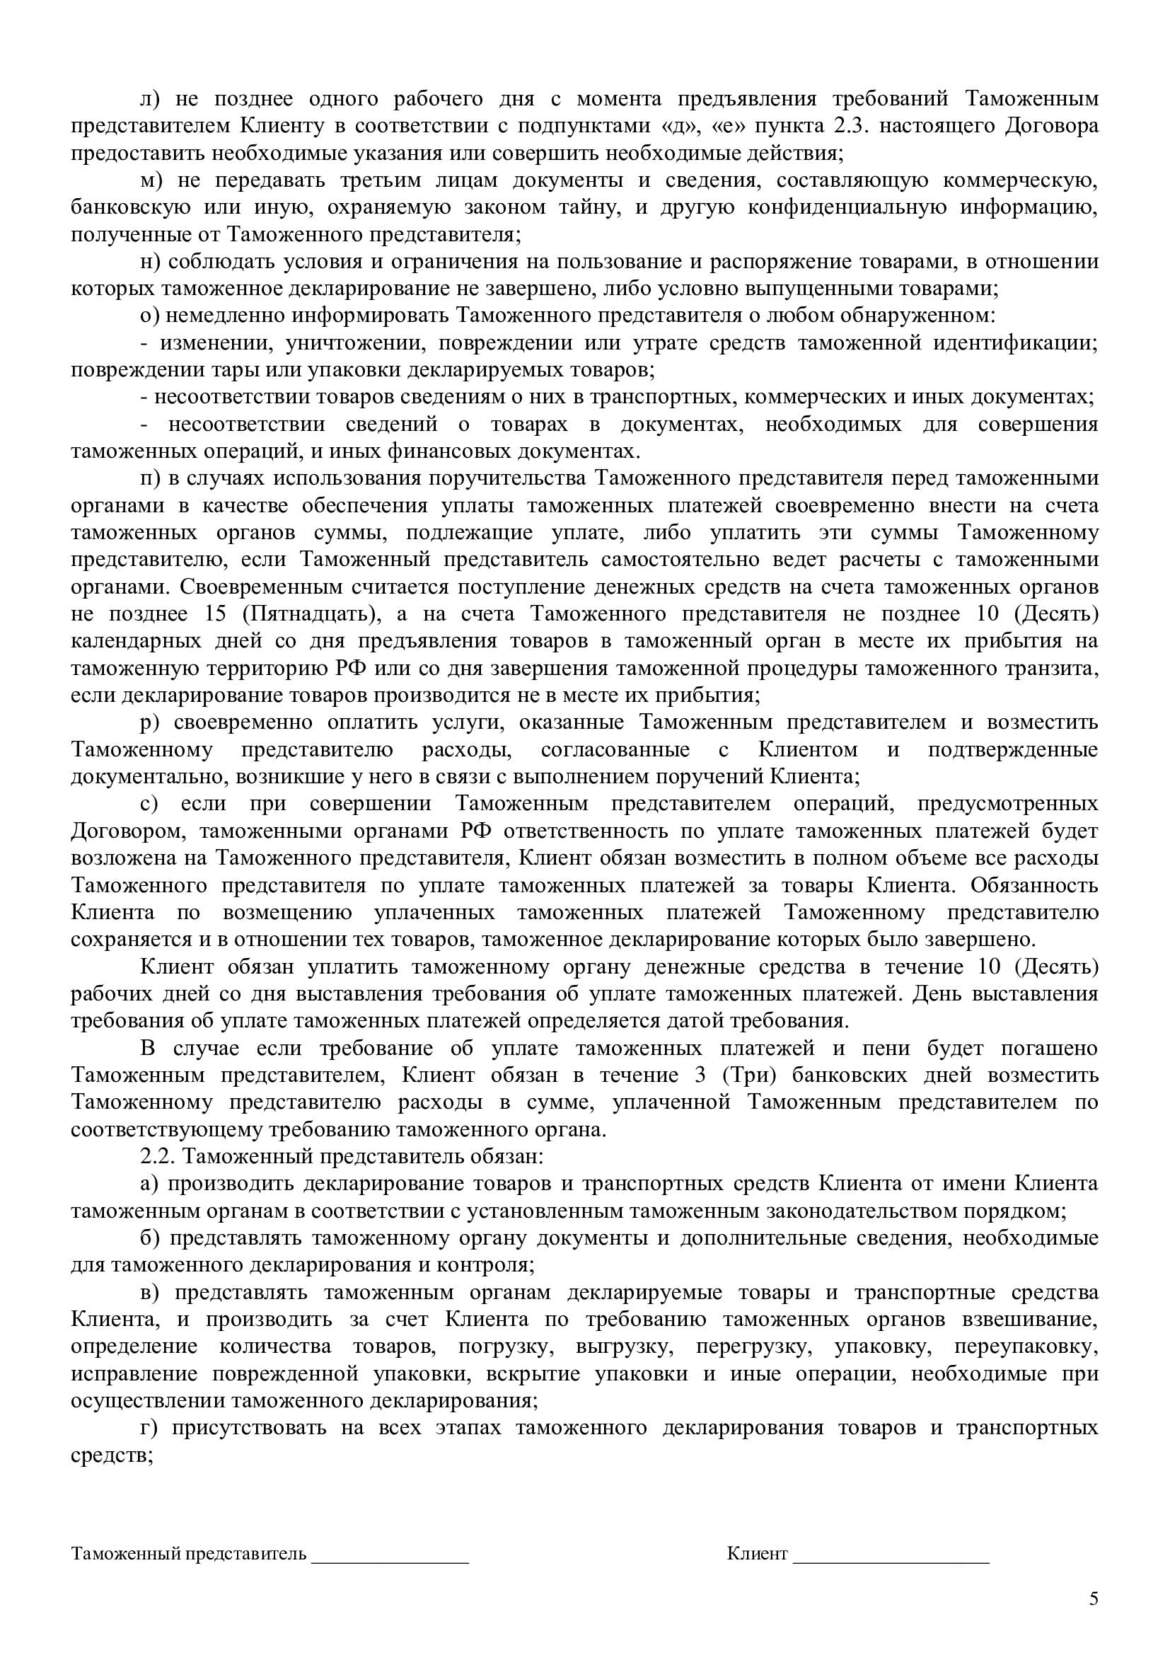 л) не позднее одного рабочего дня с момента предъявления требований Таможенным
представителем Клиенту в соответствии с подпунктами «д», «е» пункта 2.3. настоящего Договора
предоставить необходимые указания или совершить необходимые действия;
м) не передавать третьим лицам документы и сведения, составляющую коммерческую,
банковскую или иную, охраняемую законом тайну, и другую конфиденциальную информацию,
полученные от Таможенного представителя;
н) соблюдать условия и ограничения на пользование и распоряжение товарами, в отношении
которых таможенное декларирование не завершено, либо условно выпущенными товарами;
о) немедленно информировать Таможенного представителя о любом обнаруженном:
- изменении, уничтожении, повреждении или утрате средств таможенной идентификации;
повреждении тары или упаковки декларируемых товаров;
- несоответствии товаров сведениям о них в транспортных, коммерческих и иных документах;
- несоответствии сведений о товарах в документах, необходимых для совершения
таможенных операций, и иных финансовых документах.
п) в случаях использования поручительства Таможенного представителя перед таможенными
органами в качестве обеспечения уплаты таможенных платежей своевременно внести на счета
таможенных органов суммы, подлежащие уплате, либо уплатить эти суммы Таможенному
представителю, если Таможенный представитель самостоятельно ведет расчеты с таможенными
органами. Своевременным считается поступление денежных средств на счета таможенных органов
не позднее 15 (Пятнадцать), а на счета Таможенного представителя не позднее 10 (Десять)
календарных дней со дня предъявления товаров в таможенный орган в месте их прибытия на
таможенную территорию РФ или со дня завершения таможенной процедуры таможенного транзита,
если декларирование товаров производится не в месте их прибытия;
р) своевременно оплатить услуги, оказанные Таможенным представителем и возместить
Таможенному представителю расходы, согласованные с Клиентом и подтвержденные
документально, возникшие у него в связи с выполнением поручений Клиента;
с) если при совершении Таможенным представителем операций, предусмотренных
Договором, таможенными органами РФ ответственность по уплате таможенных платежей будет
возложена на Таможенного представителя, Клиент обязан возместить в полном объеме все расходы
Таможенного представителя по уплате таможенных платежей за товары Клиента. Обязанность
Клиента по возмещению уплаченных таможенных платежей Таможенному представителю
сохраняется и в отношении тех товаров, таможенное декларирование которых было завершено.
Клиент обязан уплатить таможенному органу денежные средства в течение 10 (Десять)
рабочих дней со дня выставления требования об уплате таможенных платежей. День выставления
требования об уплате таможенных платежей определяется датой требования.
В случае если требование об уплате таможенных платежей и пени будет погашено
Таможенным представителем, Клиент обязан в течение 3 (Три) банковских дней возместить
Таможенному представителю расходы в сумме, уплаченной Таможенным представителем по
соответствующему требованию таможенного органа.
2.2. Таможенный представитель обязан:
а) производить декларирование товаров и транспортных средств Клиента от имени Клиента
таможенным органам в соответствии с установленным таможенным законодательством порядком;
б) представлять таможенному органу документы и дополнительные сведения, необходимые
для таможенного декларирования и контроля;
в) представлять таможенным органам декларируемые товары и транспортные средства
Клиента, и производить за счет Клиента по требованию таможенных органов взвешивание,
определение количества товаров, погрузку, выгрузку, перегрузку, упаковку, переупаковку,
исправление поврежденной упаковки, вскрытие упаковки и иные операции, необходимые при
осуществлении таможенного декларирования;
г) присутствовать на всех этапах таможенного декларирования товаров и транспортных
средств;
Таможенный представитель ________________ Клиент ____________________
5